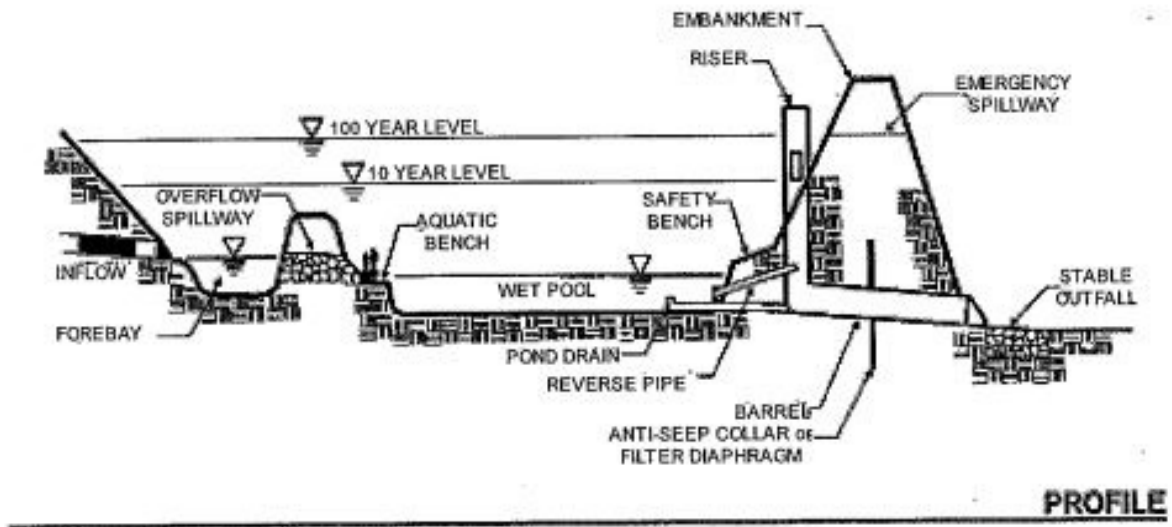 EMBANKMENT
RISER
EMERGENCY
SPILLWAY
100 YEAR LEVEL
10 YEAR LEVEL
OVERFLOW
SPILLWAY
AQUATIC
BENCH
SAFETY
BENCH
INFLOW
WET POOL
STABLE
OUTFALL
FOREBAY
POND DRAIN
REVERSE PIPE
BARREL
ANTI-SEEP COLLAR or
FILTER DIAPHRAGM
PROFILE